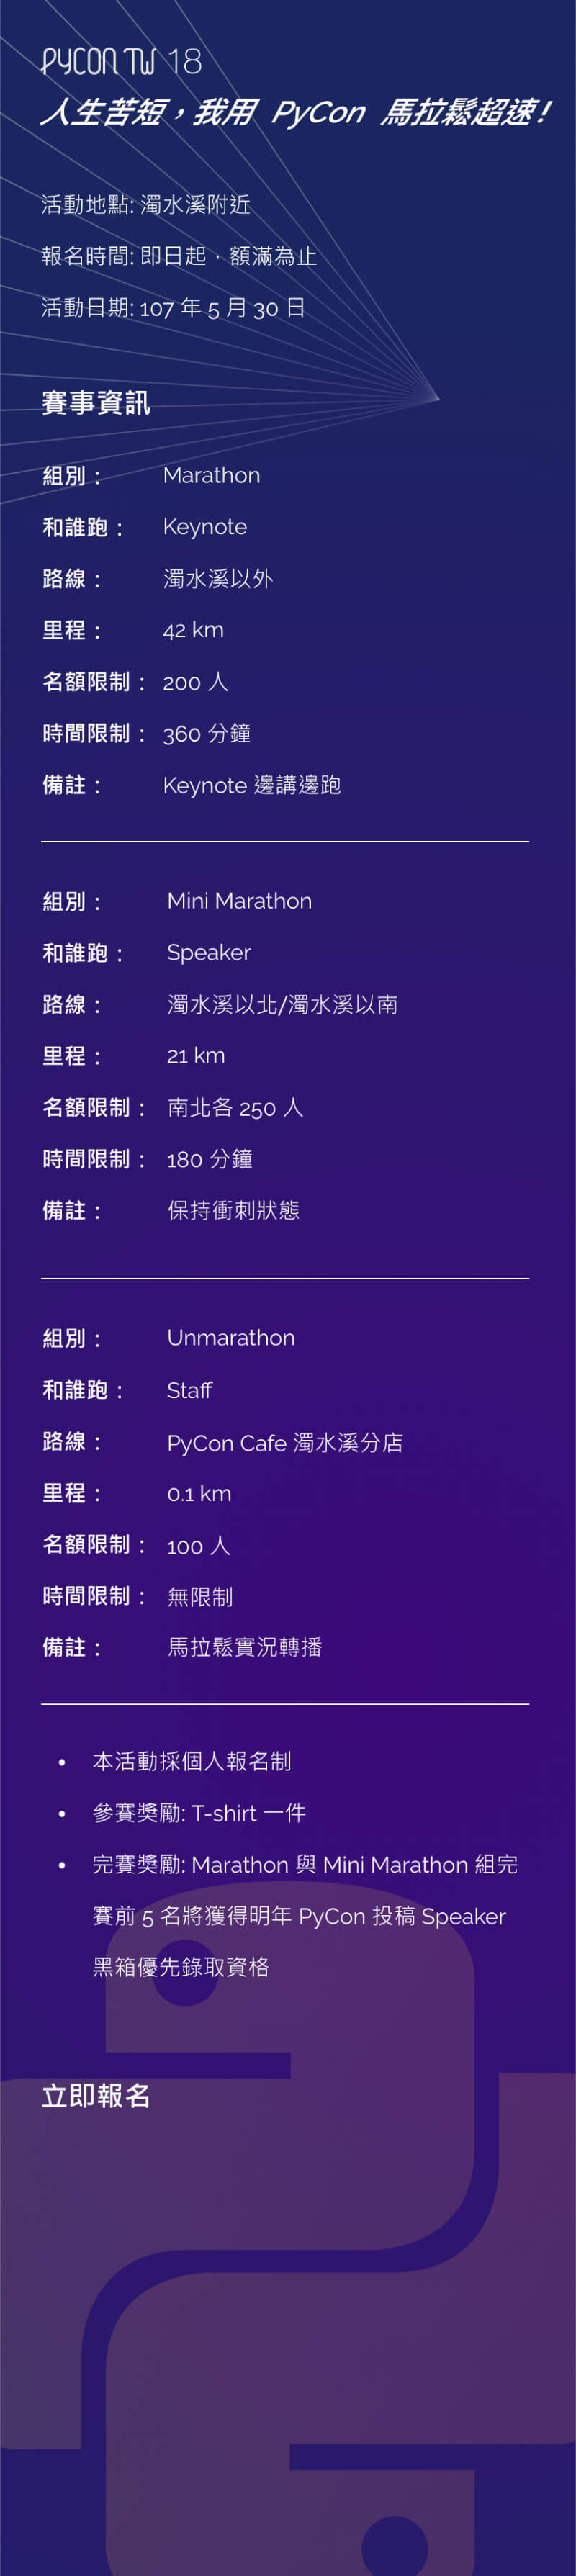 PYCON TW 18
人生苦短，我用 PyCon 馬拉鬆超速！
活動地點: 濁水溪附近
報名時間: 即日起，額滿為止
活動日期: 107 年 5 月 30 日
賽事資訊
組別： Marathon
和誰跑： Keynote
路線： 濁水溪以外
里程： 42 km
名額限制： 200 人
時間限制： 360 分鐘
備註： Keynote 邊講邊跑
組別： Mini Marathon
和誰跑： Speaker
路線： 濁水溪以北/濁水溪以南
里程： 21 km
名額限制： 南北各 250 人
時間限制： 180 分鐘
備註： 保持衝刺狀態
組別： Unmarathon
和誰跑： Staff
路線： PyCon Cafe 濁水溪分店
里程： 0.1 km
名額限制： 100 人
時間限制： 無限制
備註： 馬拉鬆實況轉播
• 本活動採個人報名制
• 參賽獎勵: T-shirt 一件
• 完賽獎勵: Marathon 與 Mini Marathon 組完
賽前 5 名將獲得明年 PyCon 投稿 Speaker
黑箱優先錄取資格
立即報名